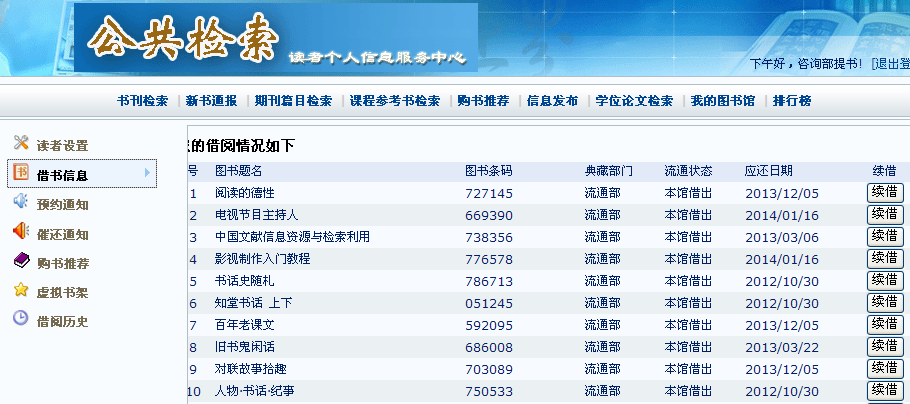 公共检索 读者个人信息服务中心
下午好，咨询部提书! [退出登
书刊检索 新书通报 期刊篇目检索 课程参考书检索 购书推荐 信息发布 学位论文检索 我的图书馆 排行榜
读者设置
借书信息
预约通知
催还通知
购书推荐
虚拟书架
借阅历史
的借阅情况如下
号 图书题名 图书条码 典藏部门 流通状态 应还日期 续借
1 阅读的德性 727145 流通部 本馆借出 2013/12/05 续借
2 电视节目主持人 669390 流通部 本馆借出 2014/01/16 续借
3 中国文献信息资源与检索利用 738356 流通部 本馆借出 2013/03/06 续借
4 影视制作入门教程 776578 流通部 本馆借出 2014/01/16 续借
5 书话史随札 786713 流通部 本馆借出 2012/10/30 续借
6 知堂书话 上下 051245 流通部 本馆借出 2012/10/30 续借
7 百年老课文 592095 流通部 本馆借出 2013/12/05 续借
8 旧书鬼闲话 686008 流通部 本馆借出 2013/03/22 续借
9 对联故事拾趣 703089 流通部 本馆借出 2013/12/05 续借
10 人物·书话·纪事 750533 流通部 本馆借出 2012/10/30 续借